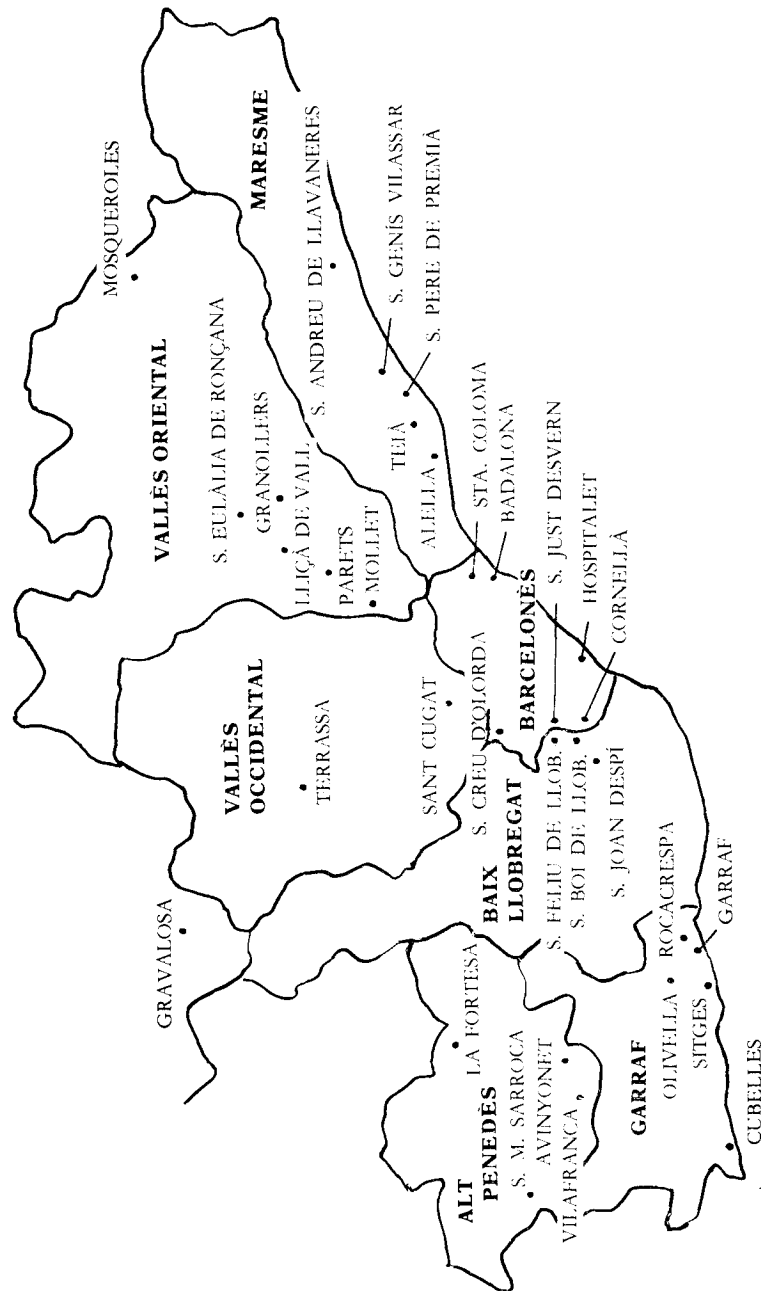 MOSQUEROLES
MARESME
VALLÈS ORIENTAL
S. EULÀLIA DE RONÇANA
GRANOLLERS
LLIÇÀ DE VALL
PARETS
MOLLET
S. ANDREU DE LLAVANERES
S. GENÍS VILASSAR
S. PERE DE PREMIÀ
TEIÀ
ALELLA
STA. COLOMA
BADALONA
VALLÈS
OCCIDENTAL
TERRASSA
SANT CUGAT
S. CREU D'OLORDA
BARCELONÈS
S. JUST DESVERN
HOSPITALET
CORNELLÀ
GRAVALOSA
BAIX
LLOBREGAT
S. FELIU DE LLOB.
S. BOI DE LLOB.
S. JOAN DESPÍ
LA FORTESA
ALT
PENEDÈS
S. M. SARROCA
AVINYONET
VILAFRANCA
GARRAF
OLIVELLA
ROCACRESPA
SITGES
GARRAF
CUBELLES